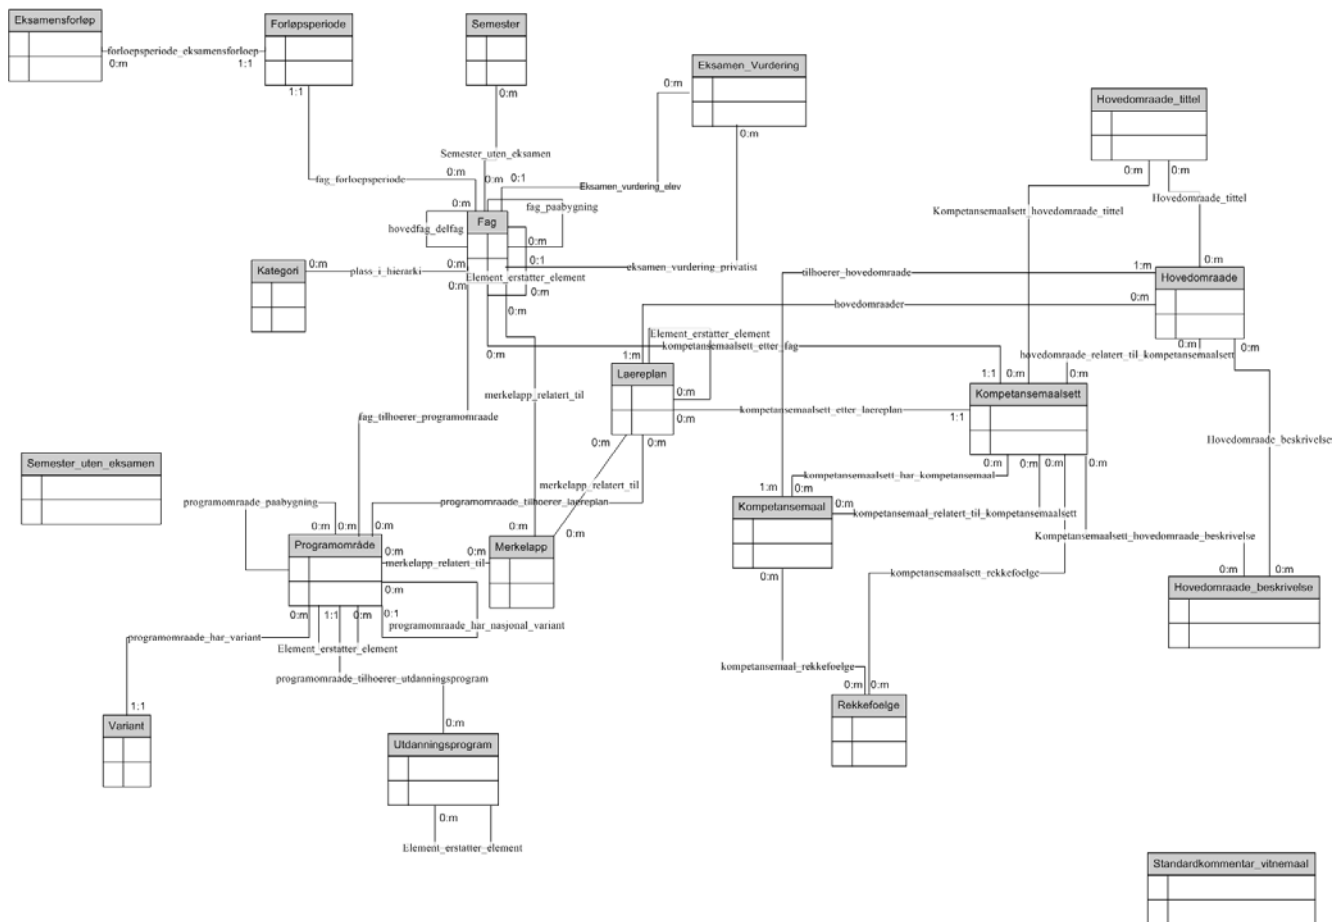 Eksamensforløp
Forløpsperiode
Semester
forloepsperiode_eksamensforloep
0:m
1:1
1:1
0:m
Eksamen_Vurdering
0:m
0:m
Hovedomraade_tittel
0:m
0:m
Semester_uten_eksamen
0:m
0:m
0:1
fag_forloepsperiode
Eksamen_vurdering_elev
0:m
fag_paabygning
Fag
hovedfag_delfag
0:m
Kompetansemaalsett_hovedomraade_tittel
Hovedomraade_tittel
0:m
Kategori
0:m
plass_i_hierarki
0:m
0:1
eksamen_vurdering_privatist
Element_erstatter_element
0:m
0:m
0:m
tilhoerer_hovedomraade
1:m
Hovedomraade
hovedomraader
0:m
Element_erstatter_element
kompetansemaalsett_etter_fag
0:m
1:m
0:m
0:m
hovedomraade_relatert_til_kompetansemaalsett
Laereplan
1:1
0:m
0:m
Kompetansemaalsett
0:m
merkelapp_relatert_til
fag_tilhoerer_programomraade
0:m
kompetansemaalsett_etter_laereplan
1:1
0:m
0:m
Hovedomraade_beskrivelse
Semester_uten_eksamen
0:m
0:m
0:m
0:m
kompetansemaalsett_har_kompetansemaal
merkelapp_relatert_til
1:m
0:m
programomraade_paabygning
programomraade_tilhoerer_laereplan
Kompetansemaal
0:m
kompetansemaal_relatert_til_kompetansemaalsett
0:m
0:m
0:m
0:m
0:m
Programområde
0:m
0:m
Merkelapp
merkelapp_relatert_til
Kompetansemaalsett_hovedomraade_beskrivelse
0:m
kompetansemaalsett_rekkefoelge
0:m
0:m
0:m
Hovedomraade_beskrivelse
0:m
1:1
0:m
0:1
programomraade_har_nasjonal_variant
programomraade_har_variant
Element_erstatter_element
kompetansemaal_rekkefoelge
programomraade_tilhoerer_utdanningsprogram
0:m
0:m
Rekkefoelge
1:1
Variant
0:m
Utdanningsprogram
0:m
Element_erstatter_element
Standardkommentar_vitnemaal